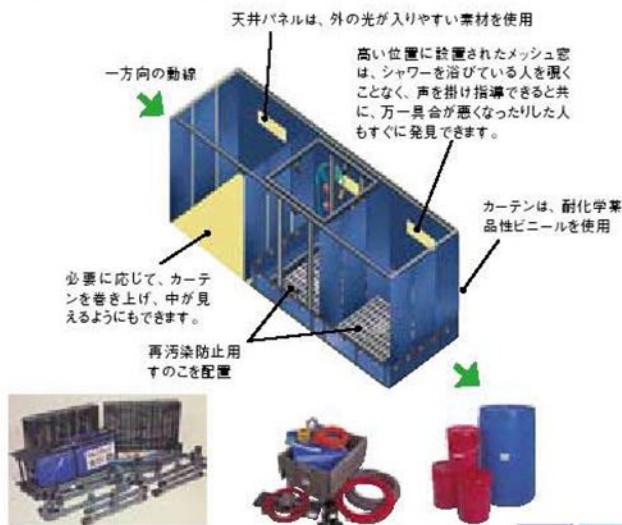 天井パネルは、外の光が入りやすい素材を使用
高い位置に設置されたメッシュ窓
は、シャワーを浴びている人を覗く
ことなく、声を掛け指導できると共
に、万一具合が悪くなったりした人
もすぐに発見できます。
一方向の動線
カーテンは、耐化学薬
品性ビニールを使用
必要に応じて、カーテ
ンを巻き上げ、中が見
えるようにもできます。
再汚染防止用
すのこを配置